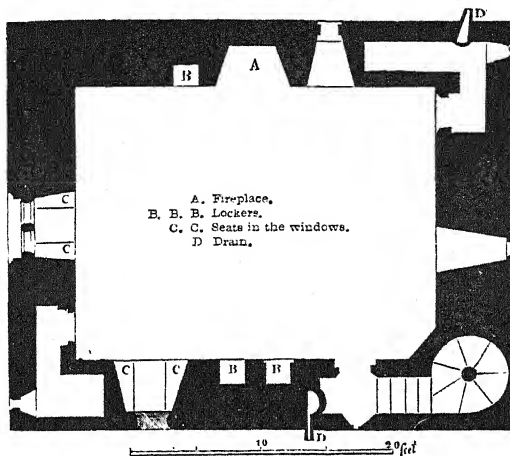 D
B A
C
A. Fireplace.
B. B. B. Lockers.
C. C. Seats in the windows.
D Drain.
C
C C B B
D
10 20 feet